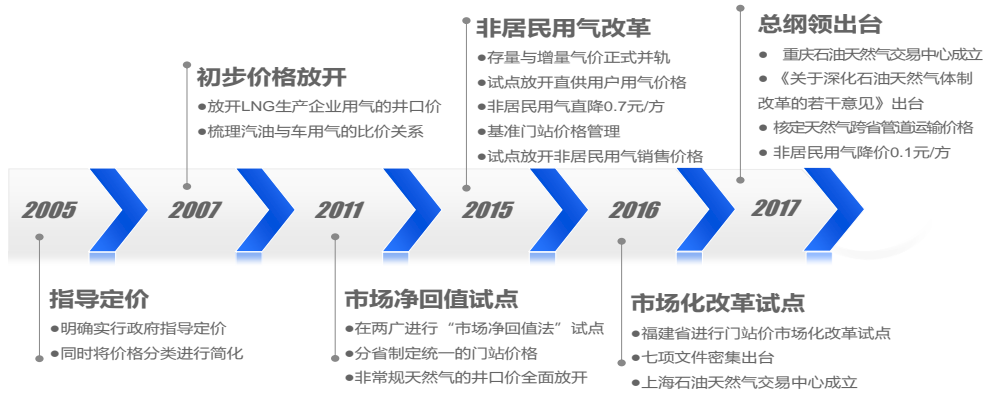 非居民用气改革
●存量与增量气价正式并轨
●试点放开直供用户用气价格
●非居民用气直降0.7元/方
●基准门站价格管理
●试点放开非居民用气销售价格
总纲领出台
● 重庆石油天然气交易中心成立
● 《关于深化石油天然气体制
改革的若干意见》出台
● 核定天然气跨省管道运输价格
● 非居民用气降价0.1元/方
初步价格放开
●放开LNG生产企业用气的井口价
●梳理汽油与车用气的比价关系
2005
2007
2011
2015
2016
2017
指导定价
●明确实行政府指导定价
●同时将价格分类进行简化
市场净回值试点
●在两广进行“市场净回值法”试点
●分省制定统一的门站价格
●非常规天然气的井口价全面放开
市场化改革试点
●福建省进行门站价市场化改革试点
●七项文件密集出台
●上海石油天然气交易中心成立